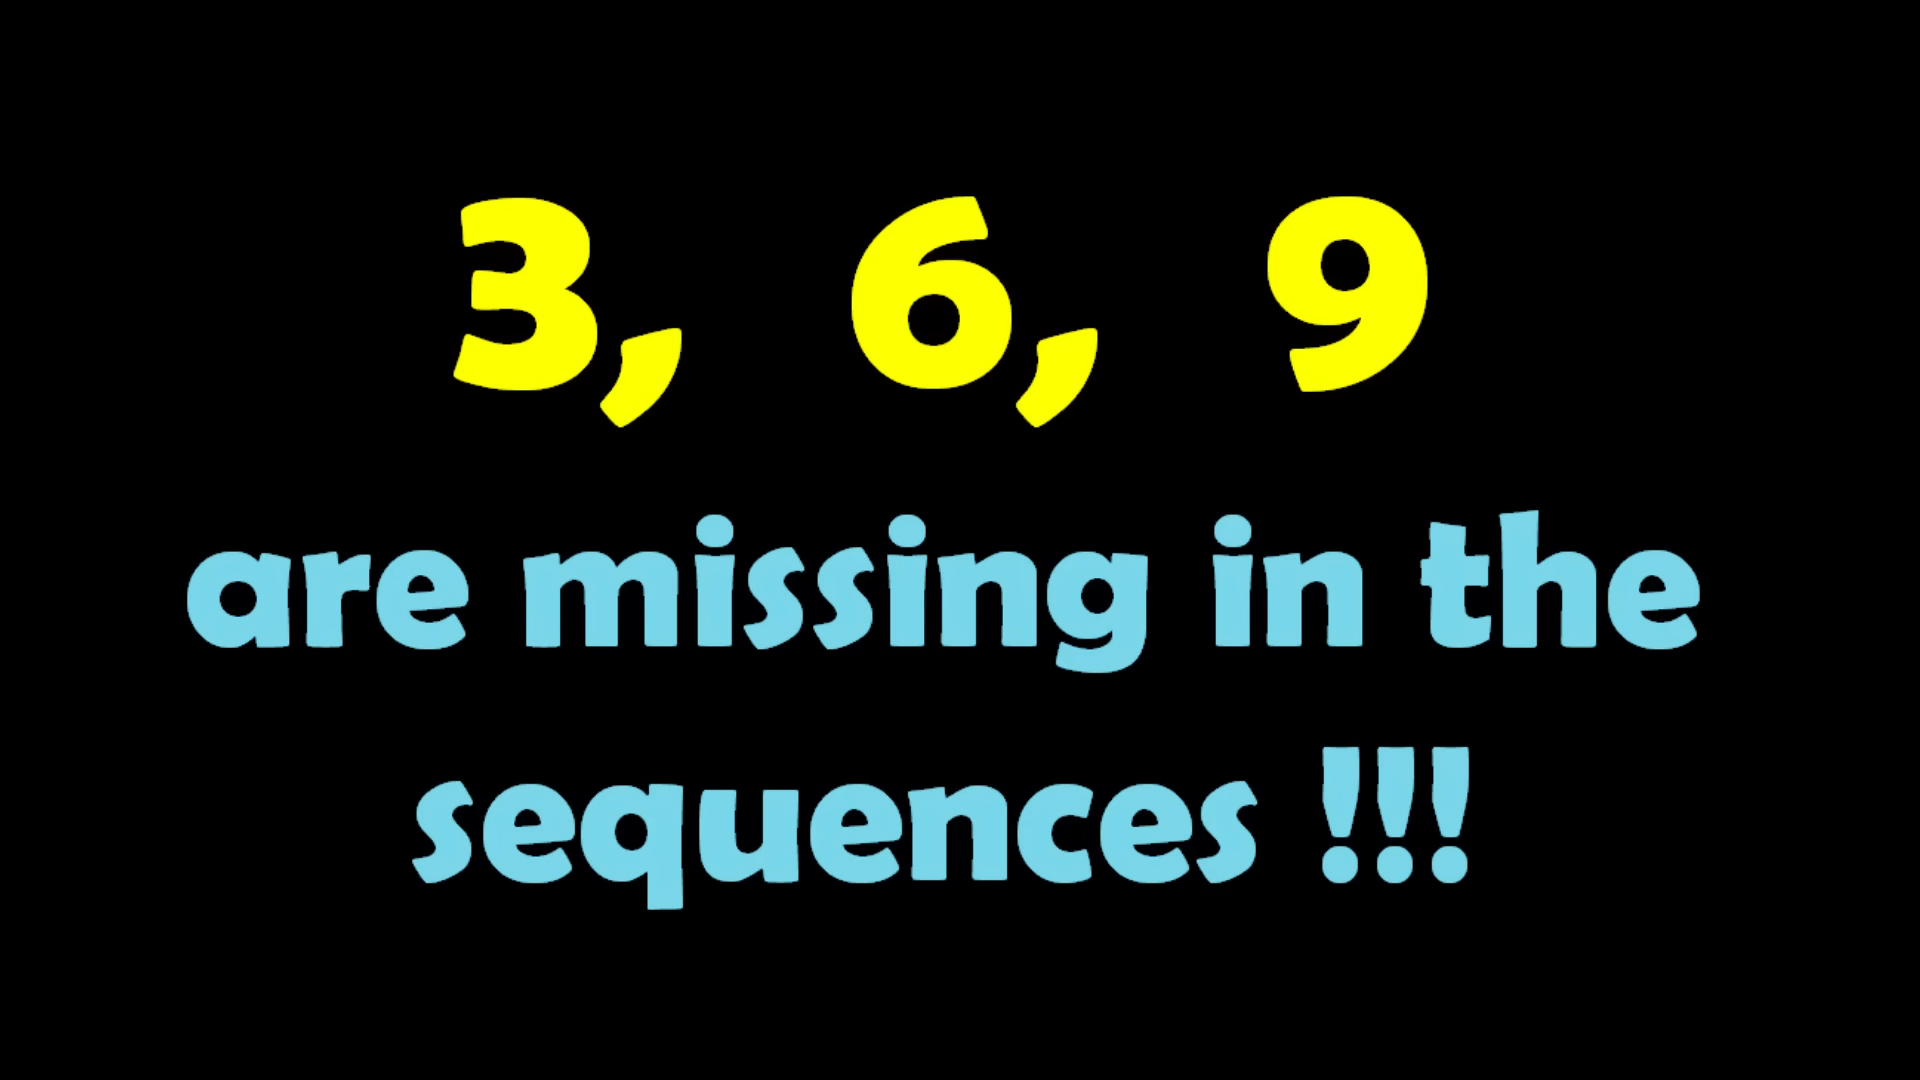 3, 6, 9
are missing in the
sequences !!!